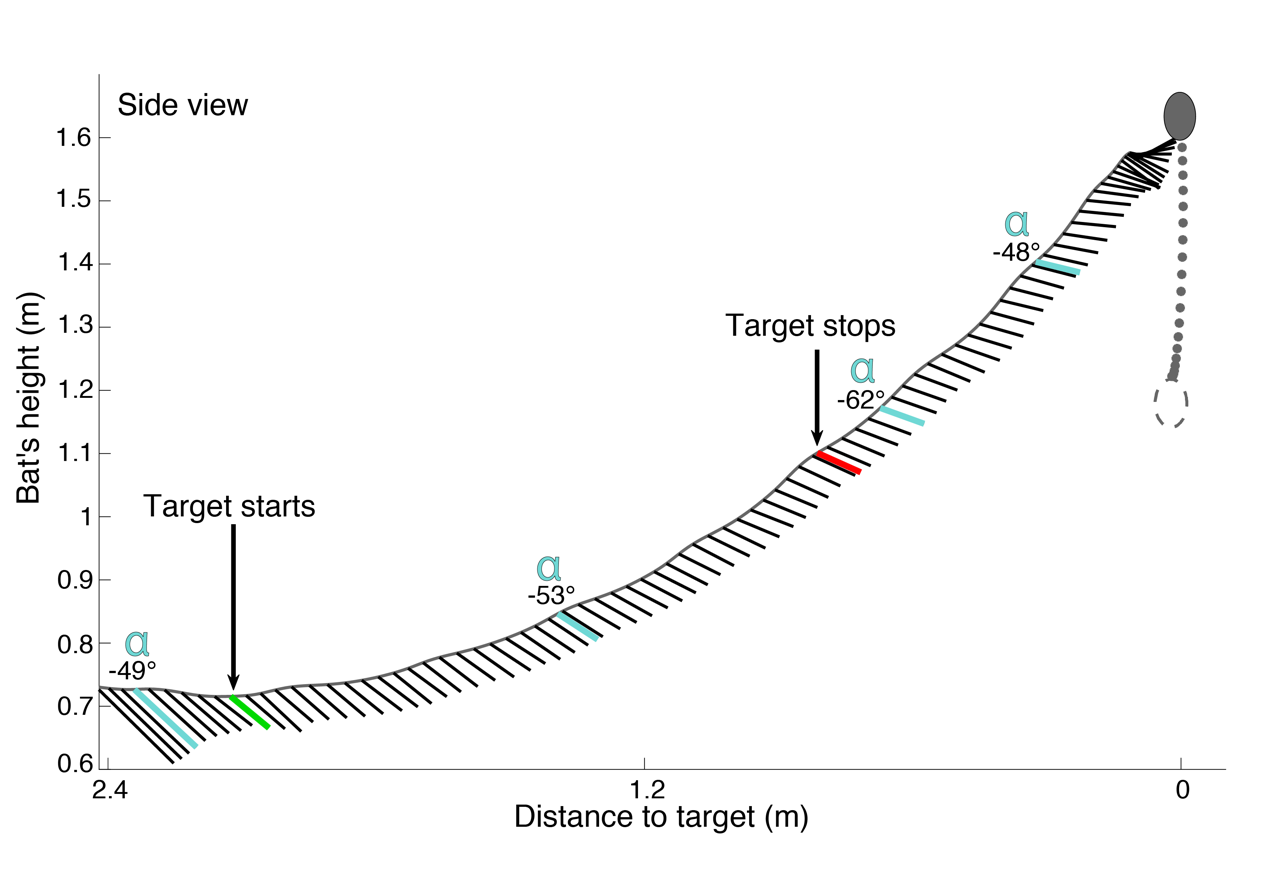 Side view
1.6
1.5
1.4
1.3
1.2
1.1
1
0.9
0.8
0.7
0.6
Bat's height (m)
α
-48°
Target stops
α
-62°
Target starts
α
-53°
α
-49°
2.4
1.2
0
Distance to target (m)